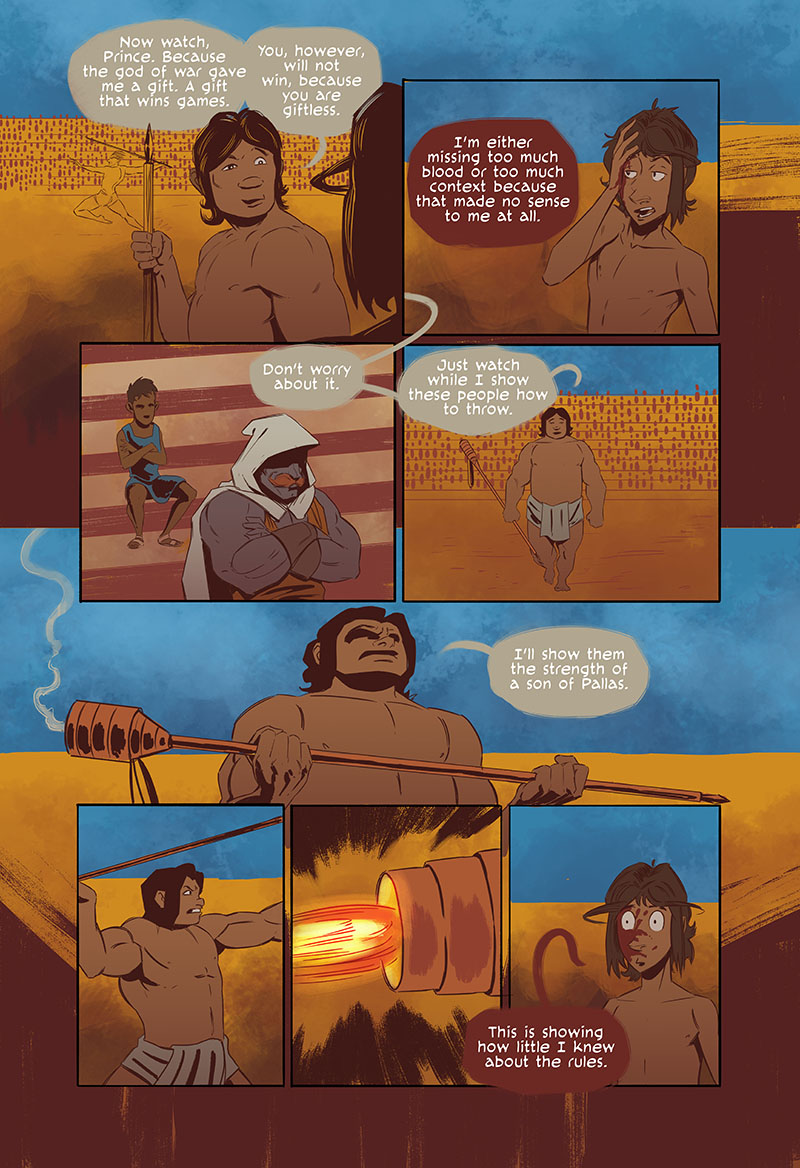 Now watch,
Prince. Because
the god of war gave
me a gift. A gift
that wins games.
You, however,
will not
win, because
you are
giftless.
I'm either
missing too much
blood or too much
context because
that made no sense
to me at all.
Don't worry
about it.
Just watch
while I show
these people how
to throw.
I'll show them
the strength of
a son of Pallas.
This is showing
how little I knew
about the rules.